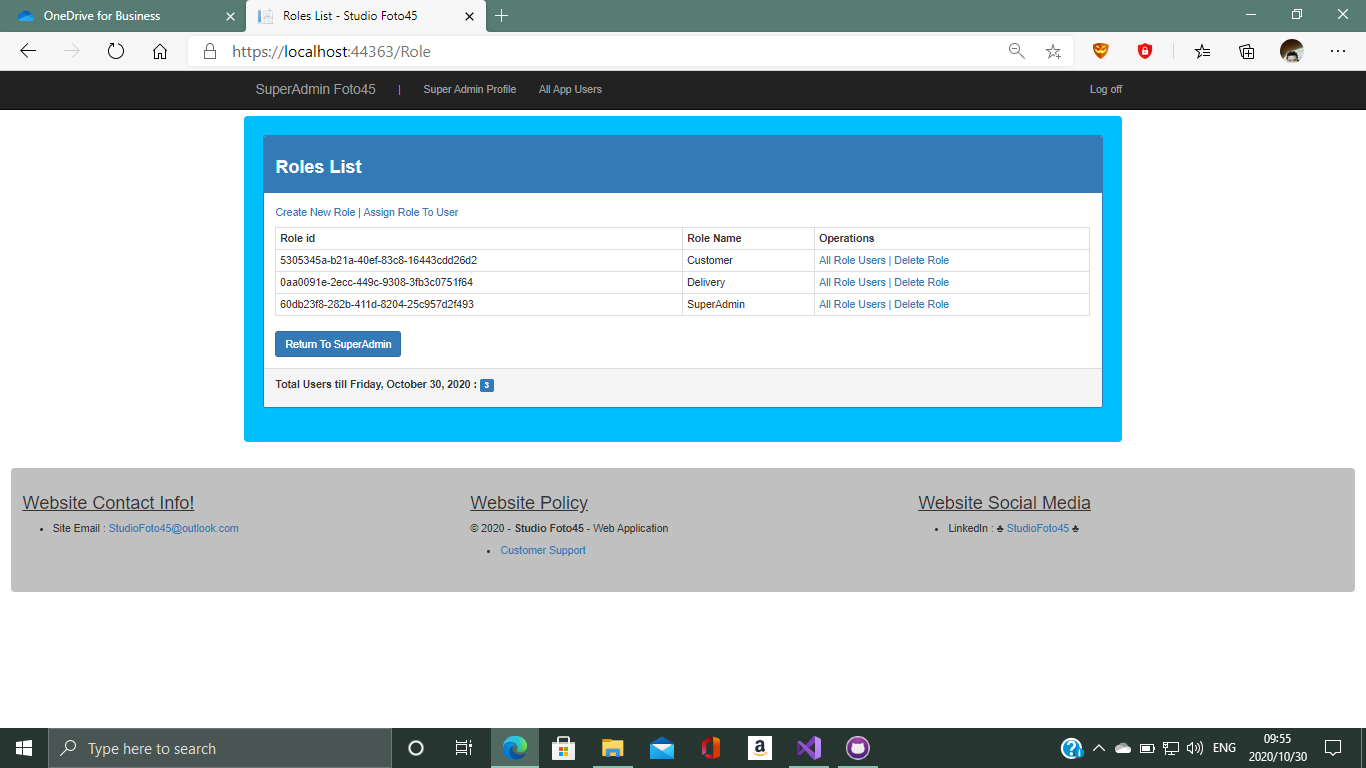 OneDrive for Business
Roles List - Studio Foto45
https://localhost:44363/Role
SuperAdmin Foto45 | Super Admin Profile All App Users Log off
Roles List
Create New Role | Assign Role To User
Role id Role Name Operations
5305345a-b21a-40ef-83c8-16443cdd26d2 Customer All Role Users | Delete Role
0aa0091e-2ecc-449c-9308-3fb3c0751f64 Delivery All Role Users | Delete Role
60db23f8-282b-411d-8204-25c957d2f493 SuperAdmin All Role Users | Delete Role
Return To SuperAdmin
Total Users till Friday, October 30, 2020 : 3
Website Contact Info!
• Site Email : StudioFoto45@outlook.com
Website Policy
© 2020 - Studio Foto45 - Web Application
• Customer Support
Website Social Media
• LinkedIn : ♣ StudioFoto45 ♣
Type here to search
ENG
09:55
2020/10/30